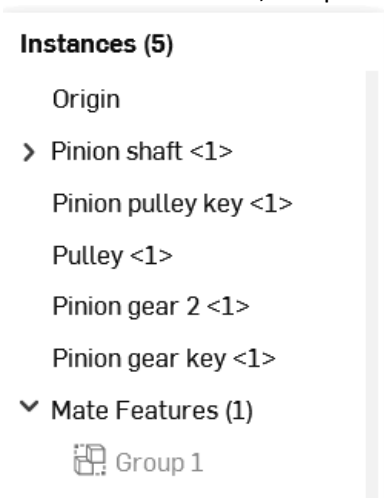 Instances (5)
Origin
Pinion shaft <1>
Pinion pulley key <1>
Pulley <1>
Pinion gear 2 <1>
Pinion gear key <1>
Mate Features (1)
Group 1